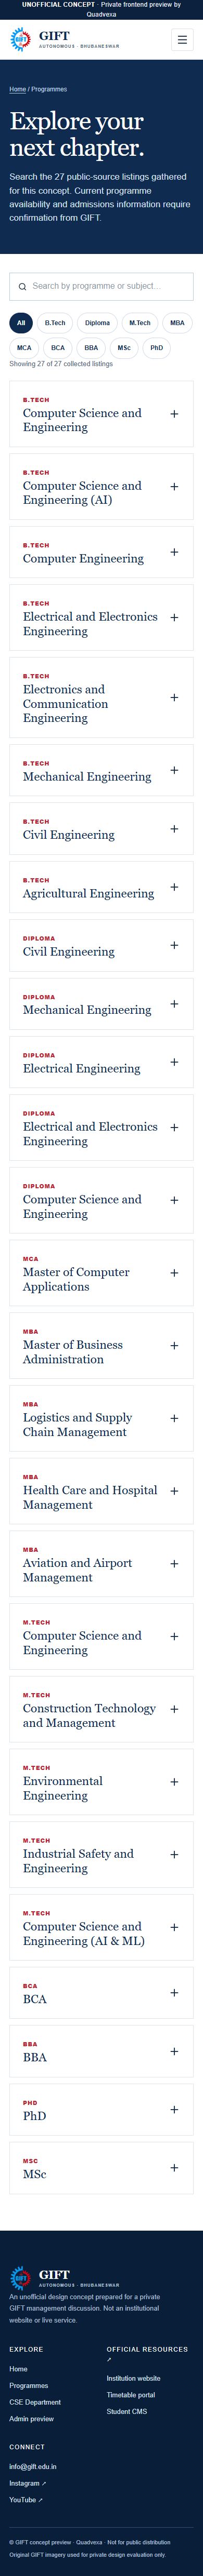 UNOFFICIAL CONCEPT · Private frontend preview by
Quadvexa
GIFT
AUTONOMOUS · BHUBANESWAR
Home / Programmes
Explore your
next chapter.
Search the 27 public-source listings gathered
for this concept. Current programme
availability and admissions information require
confirmation from GIFT.
Search by programme or subject…
All B.Tech Diploma M.Tech MBA
MCA BCA BBA MSc PhD
Showing 27 of 27 collected listings
B.TECH
Computer Science and
Engineering
B.TECH
Computer Science and
Engineering (AI)
B.TECH
Computer Engineering
B.TECH
Electrical and Electronics
Engineering
B.TECH
Electronics and
Communication
Engineering
B.TECH
Mechanical Engineering
B.TECH
Civil Engineering
B.TECH
Agricultural Engineering
DIPLOMA
Civil Engineering
DIPLOMA
Mechanical Engineering
DIPLOMA
Electrical Engineering
DIPLOMA
Electrical and Electronics
Engineering
DIPLOMA
Computer Science and
Engineering
MCA
Master of Computer
Applications
MBA
Master of Business
Administration
MBA
Logistics and Supply
Chain Management
MBA
Health Care and Hospital
Management
MBA
Aviation and Airport
Management
M.TECH
Computer Science and
Engineering
M.TECH
Construction Technology
and Management
M.TECH
Environmental
Engineering
M.TECH
Industrial Safety and
Engineering
M.TECH
Computer Science and
Engineering (AI & ML)
BCA
BCA
BBA
BBA
PHD
PhD
MSC
MSc
GIFT
AUTONOMOUS · BHUBANESWAR
An unofficial design concept prepared for a private
GIFT management discussion. Not an institutional
website or live service.
EXPLORE
Home
Programmes
CSE Department
Admin preview
OFFICIAL RESOURCES
↗
Institution website
Timetable portal
Student CMS
CONNECT
info@gift.edu.in
Instagram ↗
YouTube ↗
© GIFT concept preview · Quadvexa · Not for public distribution
Original GIFT imagery used for private design evaluation only.